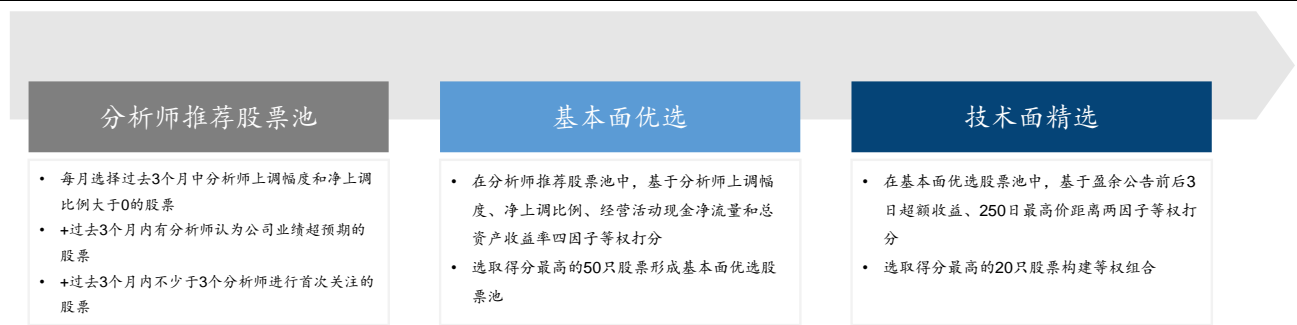 分析师推荐股票池
• 每月选择过去3个月中分析师上调幅度和净上调
比例大于0的股票
• +过去3个月内有分析师认为公司业绩超预期的
股票
• +过去3个月内不少于3个分析师进行首次关注的
股票
基本面优选
• 在分析师推荐股票池中，基于分析师上调幅
度、净上调比例、经营活动现金净流量和总
资产收益率四因子等权打分
• 选取得分最高的50只股票形成基本面优选股
票池
技术面精选
• 在基本面优选股票池中，基于盈余公告前后3
日超额收益、250日最高价距离两因子等权打
分
• 选取得分最高的20只股票构建等权组合